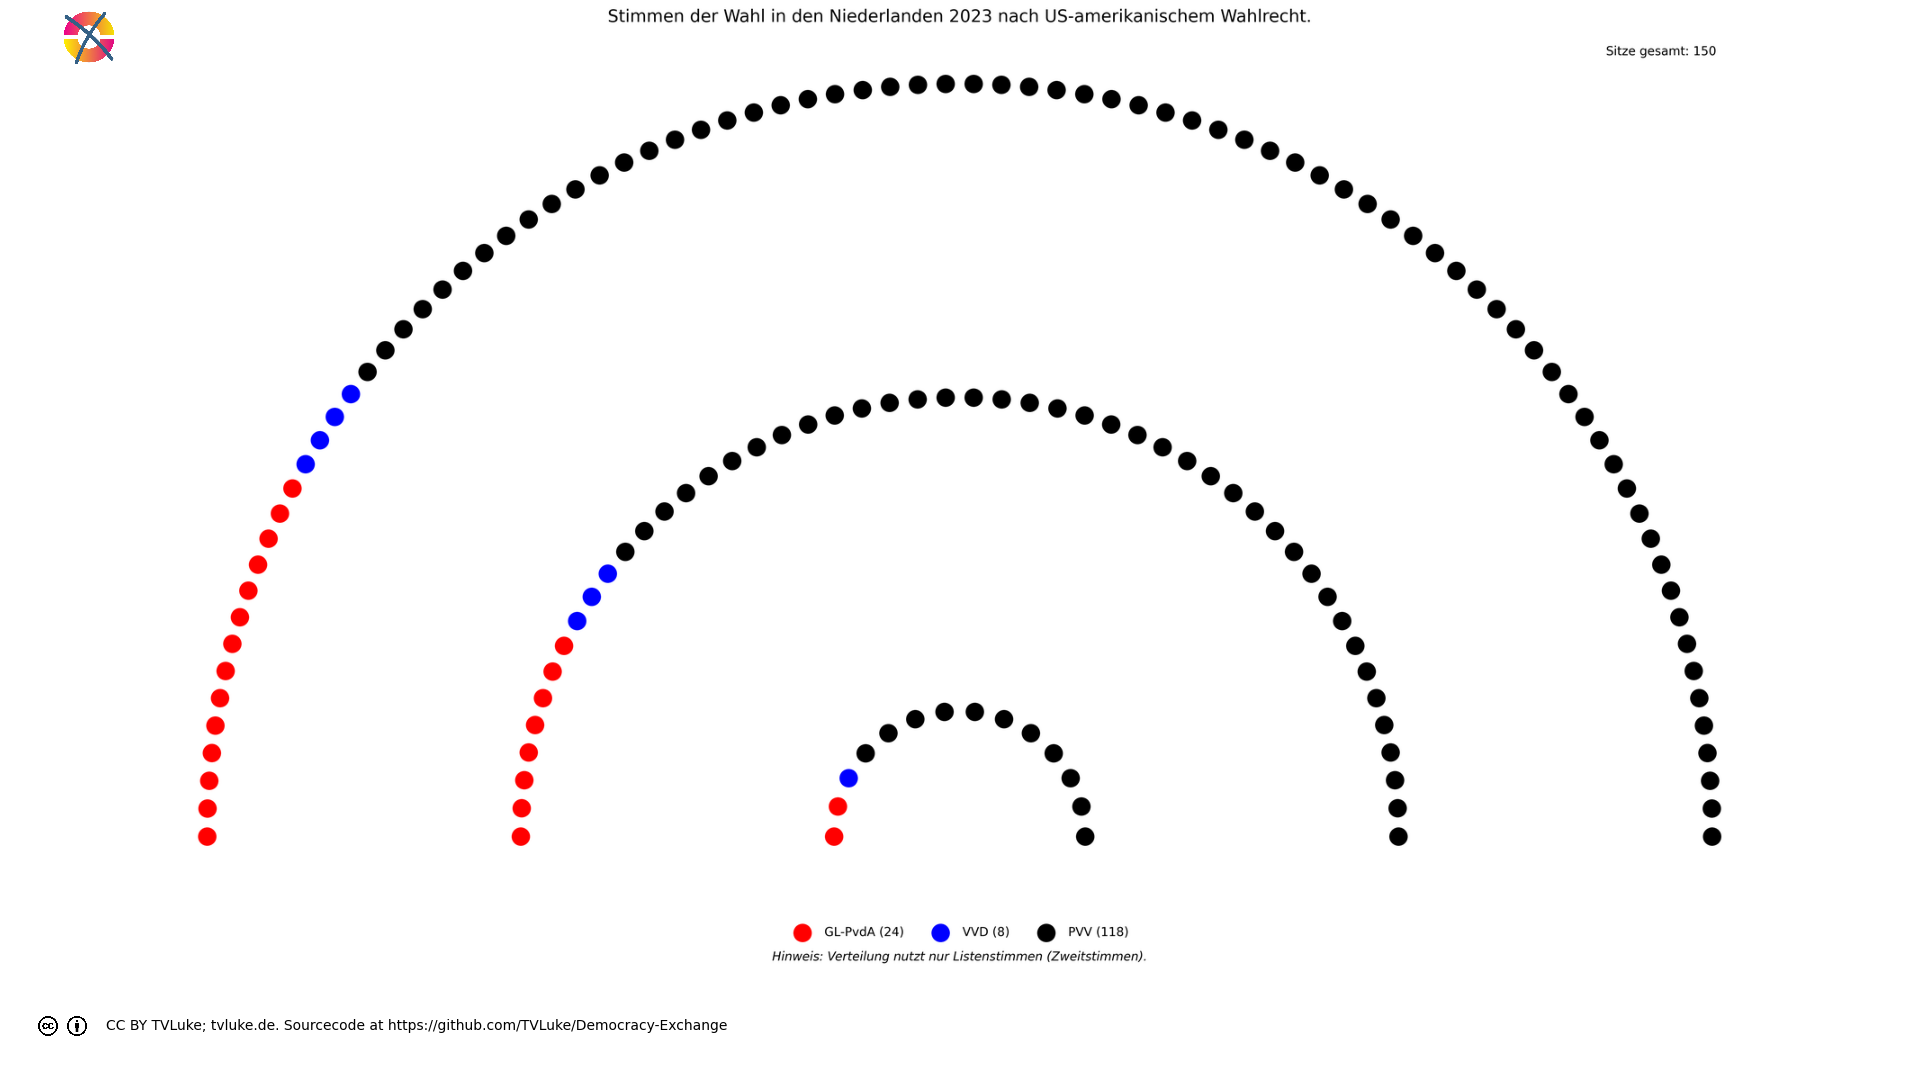 Stimmen der Wahl in den Niederlanden 2023 nach US-amerikanischem Wahlrecht.
Sitze gesamt: 150
GL-PvdA (24) VVD (8) PVV (118)
Hinweis: Verteilung nutzt nur Listenstimmen (Zweitstimmen).
cc CC BY TVLuke; tvluke.de. Sourcecode at https://github.com/TVLuke/Democracy-Exchange